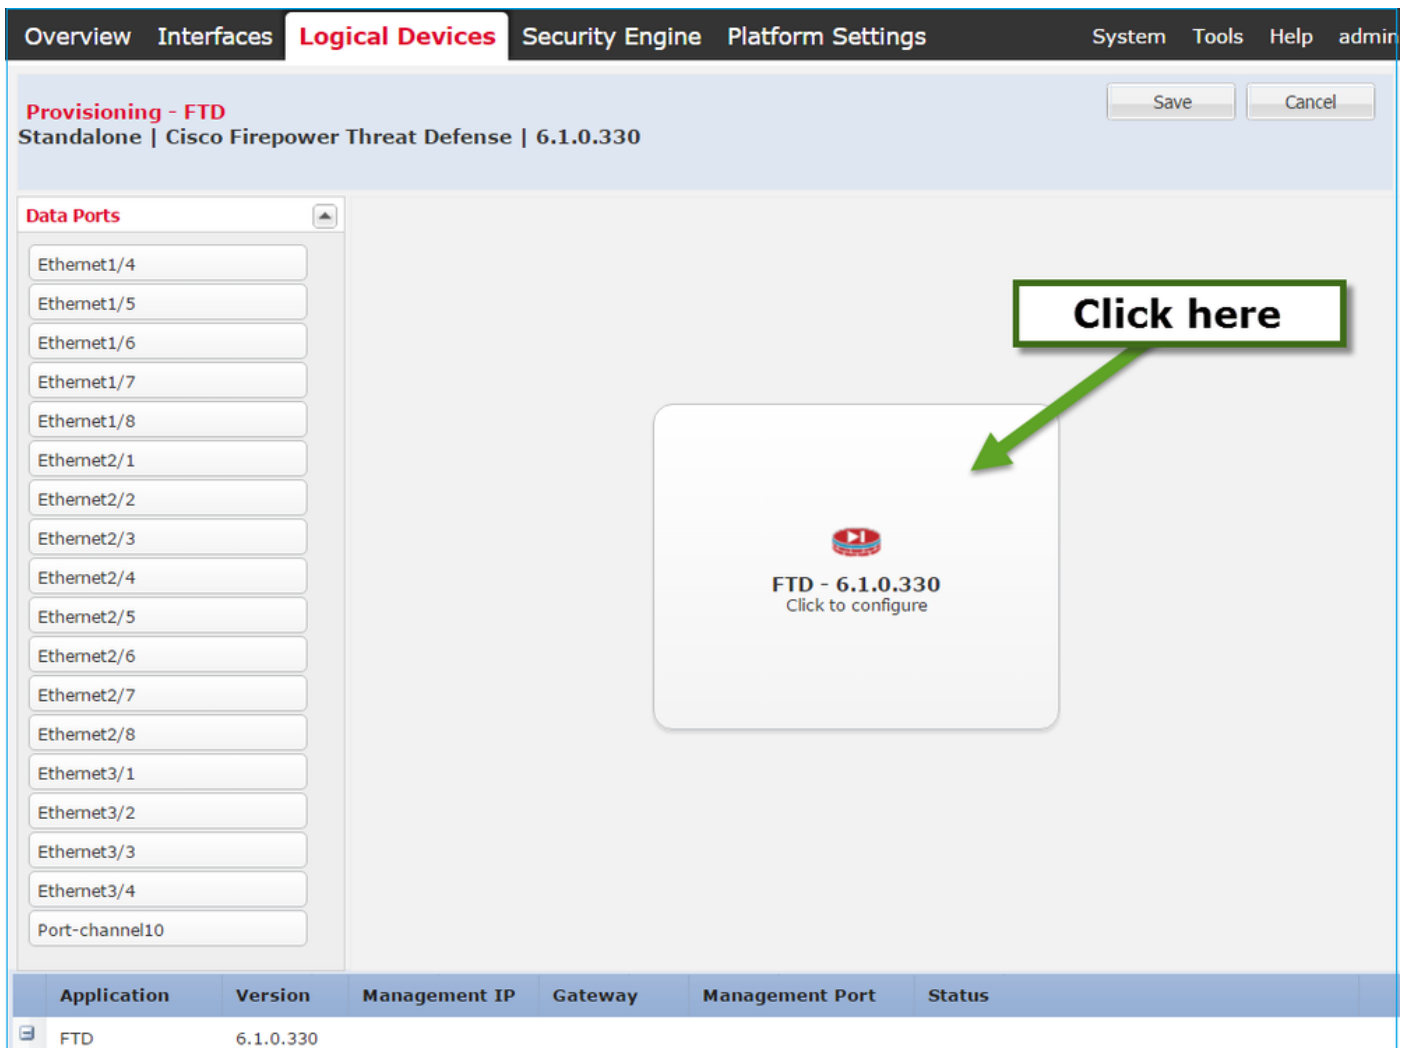 Overview Interfaces Logical Devices Security Engine Platform Settings System Tools Help admin
Provisioning - FTD
Standalone | Cisco Firepower Threat Defense | 6.1.0.330
Save Cancel
Data Ports
Ethernet1/4
Ethernet1/5
Ethernet1/6
Ethernet1/7
Ethernet1/8
Ethernet2/1
Ethernet2/2
Ethernet2/3
Ethernet2/4
Ethernet2/5
Ethernet2/6
Ethernet2/7
Ethernet2/8
Ethernet3/1
Ethernet3/2
Ethernet3/3
Ethernet3/4
Port-channel10
Click here
FTD - 6.1.0.330
Click to configure
Application Version Management IP Gateway Management Port Status
FTD 6.1.0.330